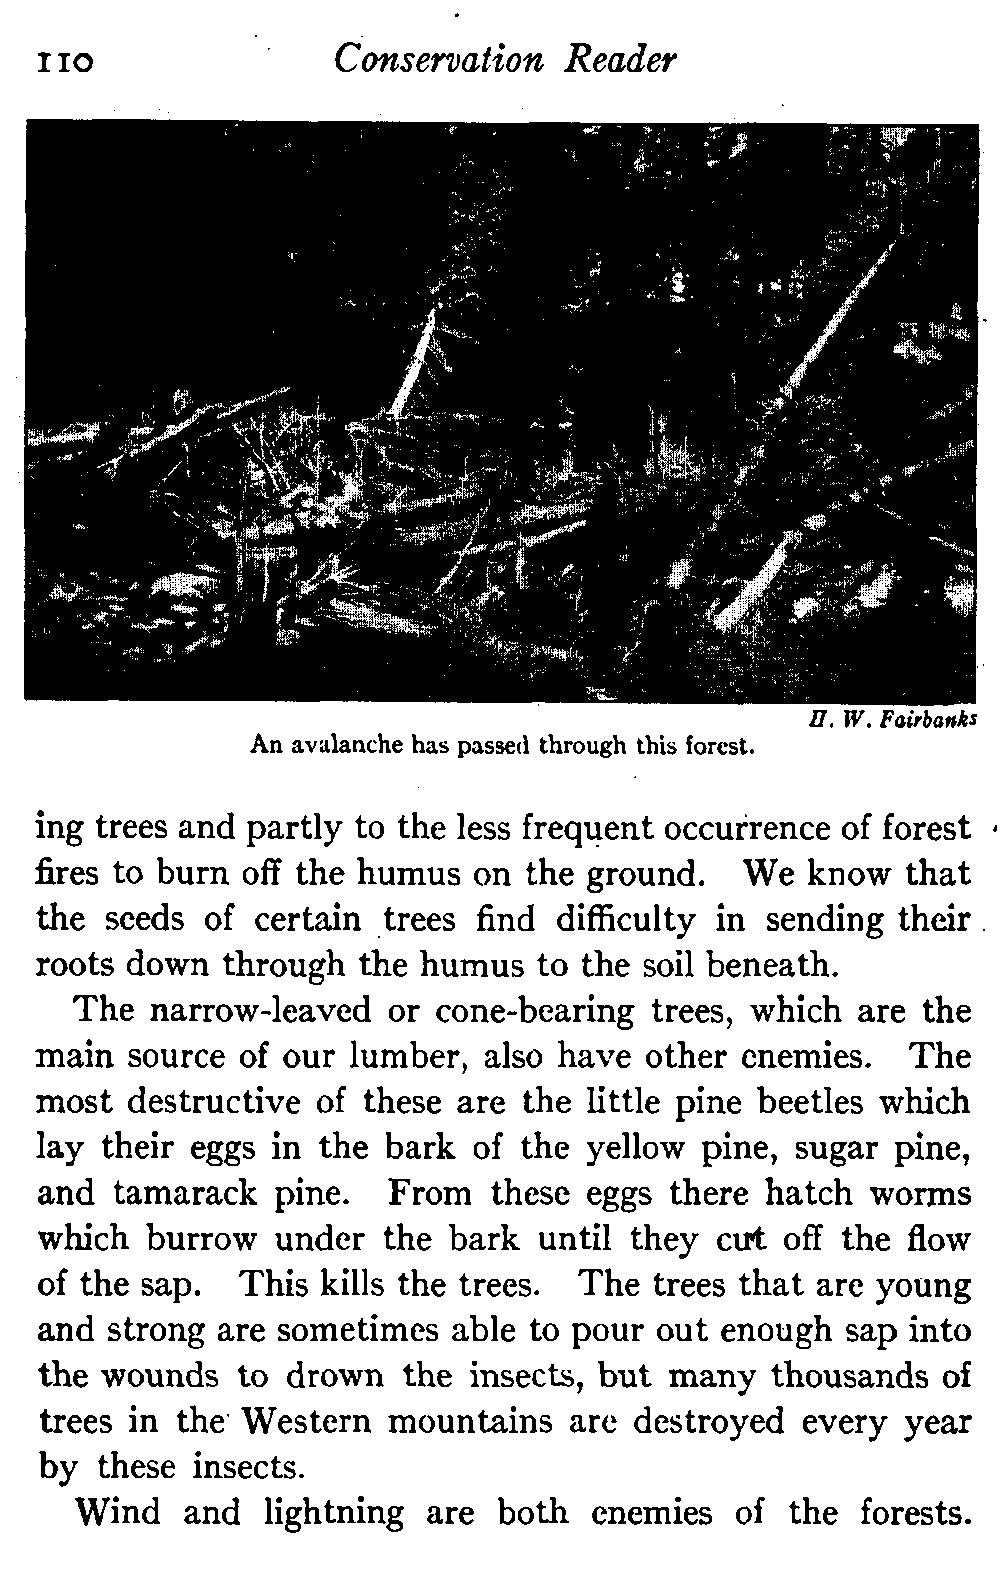 110 Conservation Reader
H. W. Fairbanks
An avalanche has passed through this forest.
ing trees and partly to the less frequent occurrence of forest
fires to burn off the humus on the ground. We know that
the seeds of certain trees find difficulty in sending their
roots down through the humus to the soil beneath.
The narrow-leaved or cone-bearing trees, which are the
main source of our lumber, also have other enemies. The
most destructive of these are the little pine beetles which
lay their eggs in the bark of the yellow pine, sugar pine,
and tamarack pine. From these eggs there hatch worms
which burrow under the bark until they cut off the flow
of the sap. This kills the trees. The trees that are young
and strong are sometimes able to pour out enough sap into
the wounds to drown the insects, but many thousands of
trees in the Western mountains are destroyed every year
by these insects.
Wind and lightning are both enemies of the forests.